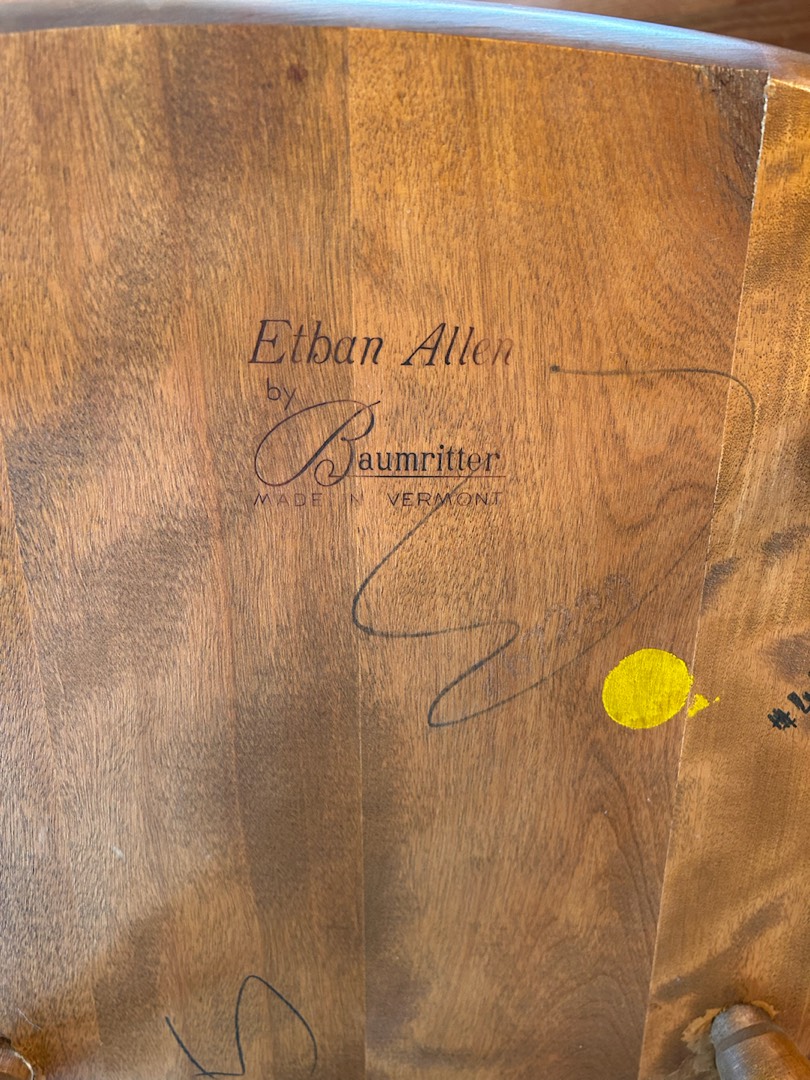 Ethan Allen
by
Baumritter
MADE IN VERMONT